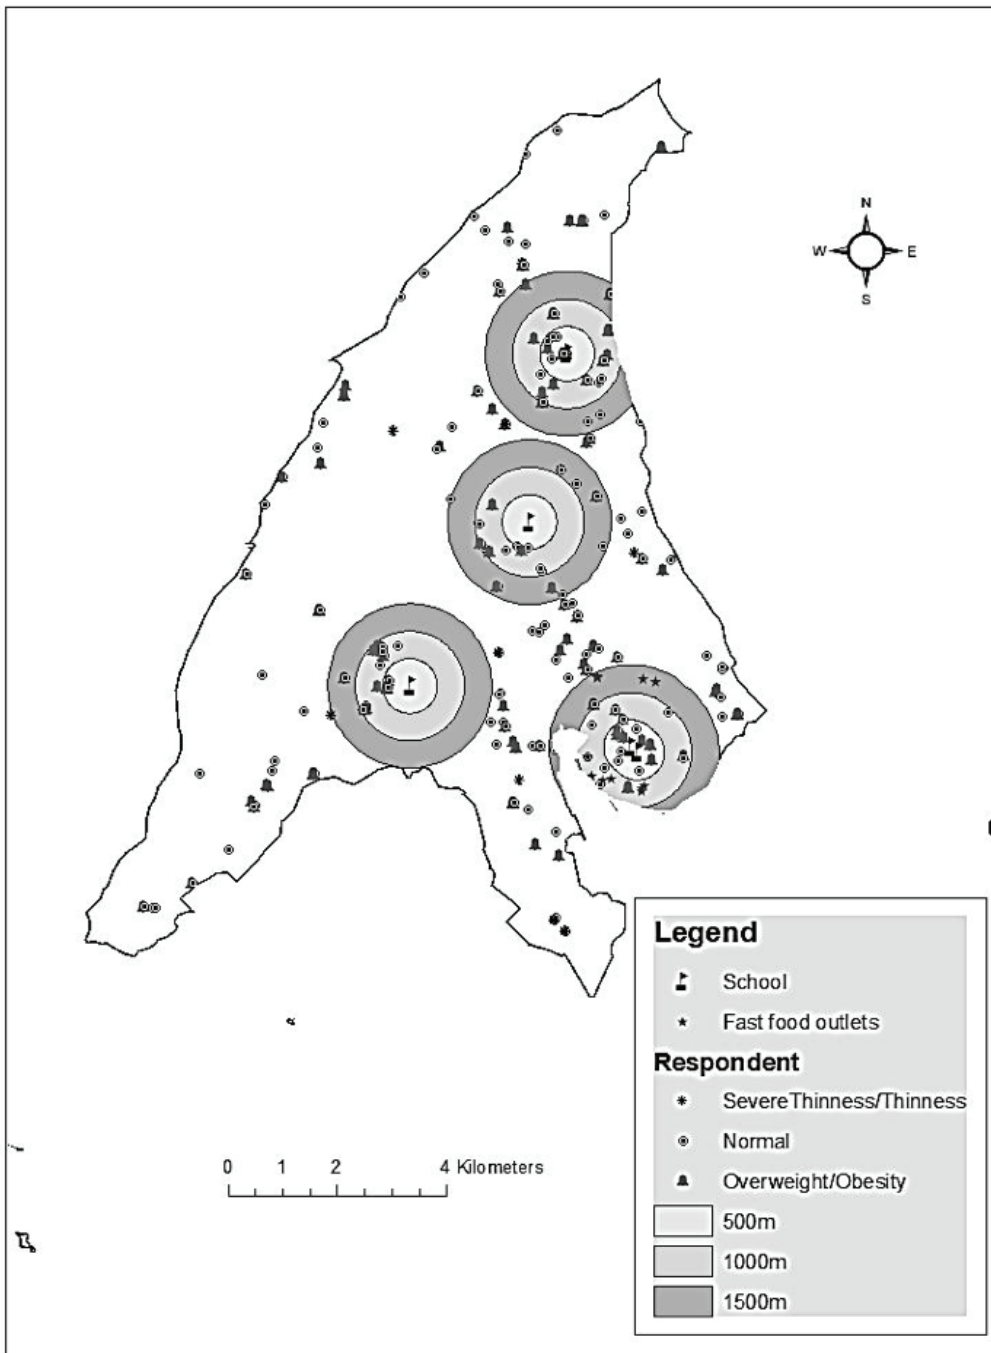 N
W E
S
Legend
School
Fast food outlets
Respondent
SevereThinness/Thinness
Normal
Overweight/Obesity
500m
1000m
1500m
0 1 2 4 Kilometers